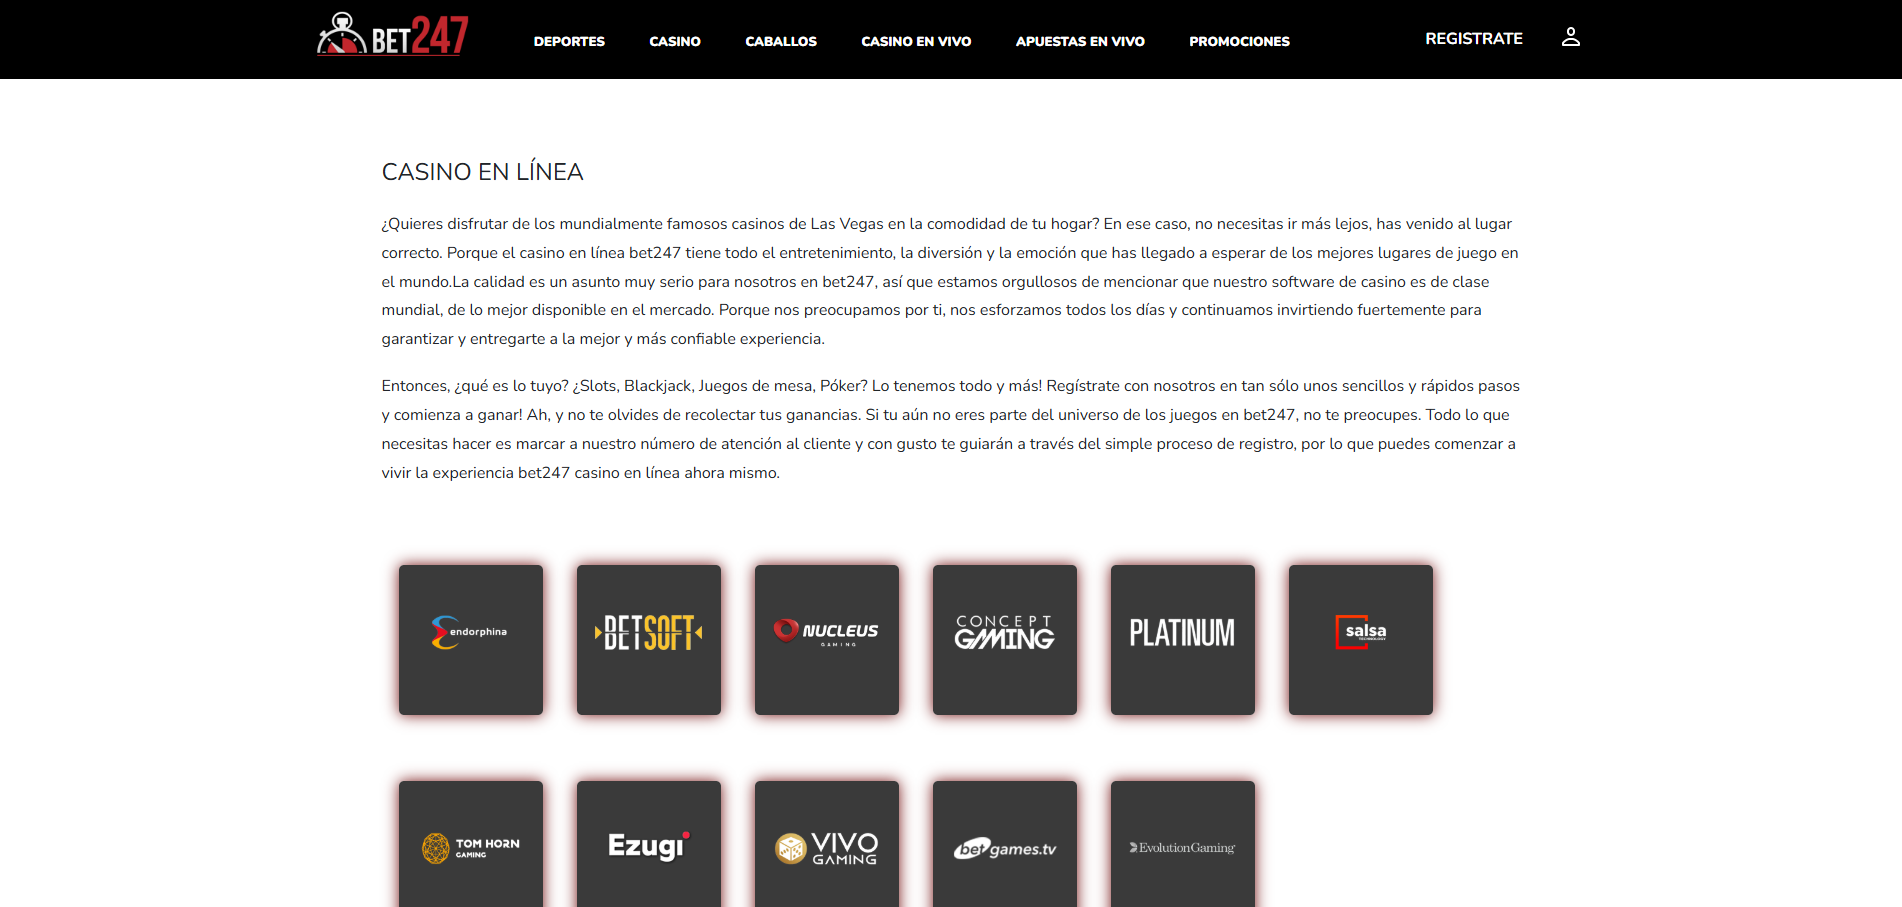 BET247
DEPORTES CASINO CABALLOS CASINO EN VIVO APUESTAS EN VIVO PROMOCIONES REGISTRATE
CASINO EN LÍNEA
¿Quieres disfrutar de los mundialmente famosos casinos de Las Vegas en la comodidad de tu hogar? En ese caso, no necesitas ir más lejos, has venido al lugar
correcto. Porque el casino en línea bet247 tiene todo el entretenimiento, la diversión y la emoción que has llegado a esperar de los mejores lugares de juego en
el mundo.La calidad es un asunto muy serio para nosotros en bet247, así que estamos orgullosos de mencionar que nuestro software de casino es de clase
mundial, de lo mejor disponible en el mercado. Porque nos preocupamos por ti, nos esforzamos todos los días y continuamos invirtiendo fuertemente para
garantizar y entregarte a la mejor y más confiable experiencia.
Entonces, ¿qué es lo tuyo? ¿Slots, Blackjack, Juegos de mesa, Póker? Lo tenemos todo y más! Regístrate con nosotros en tan sólo unos sencillos y rápidos pasos
y comienza a ganar! Ah, y no te olvides de recolectar tus ganancias. Si tu aún no eres parte del universo de los juegos en bet247, no te preocupes. Todo lo que
necesitas hacer es marcar a nuestro número de atención al cliente y con gusto te guiarán a través del simple proceso de registro, por lo que puedes comenzar a
vivir la experiencia bet247 casino en línea ahora mismo.
endorphina
BETSOFT
NUCLEUS
GAMING
CONCEPT
GAMING
PLATINUM
salsa
TECHNOLOGY
TOM HORN
GAMING
Ezugi
VIVO
GAMING
betgames.tv
EvolutionGaming